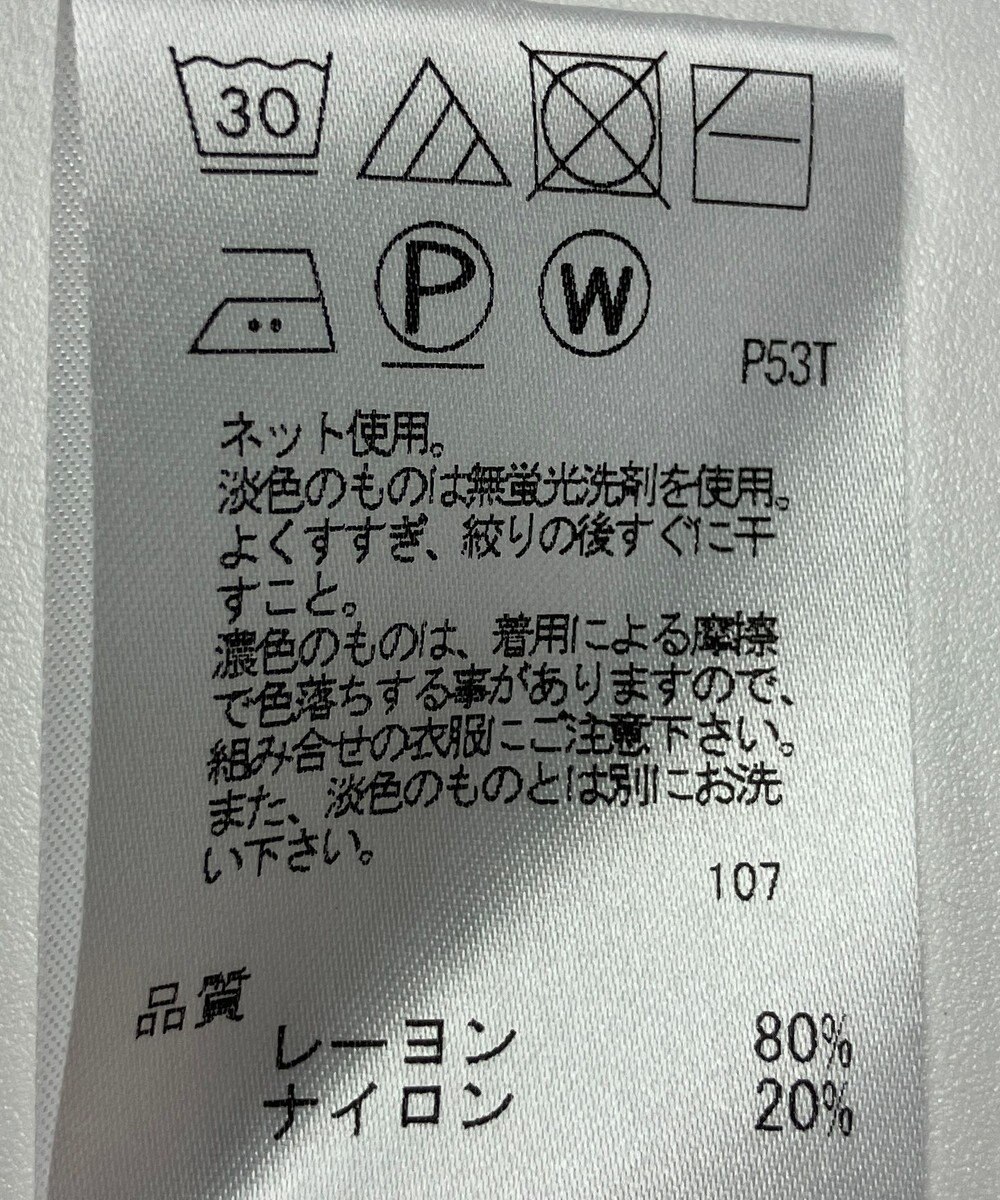 30
P W
P53T
ネット使用。
淡色のものは無蛍光洗剤を使用。
よくすすぎ、絞りの後すぐに干
すこと。
濃色のものは、着用による摩擦
で色落ちする事がありますので、
組み合せの衣服にご注意下さい。
また、淡色のものとは別にお洗
い下さい。
107
品質
レーヨン 80%
ナイロン 20%